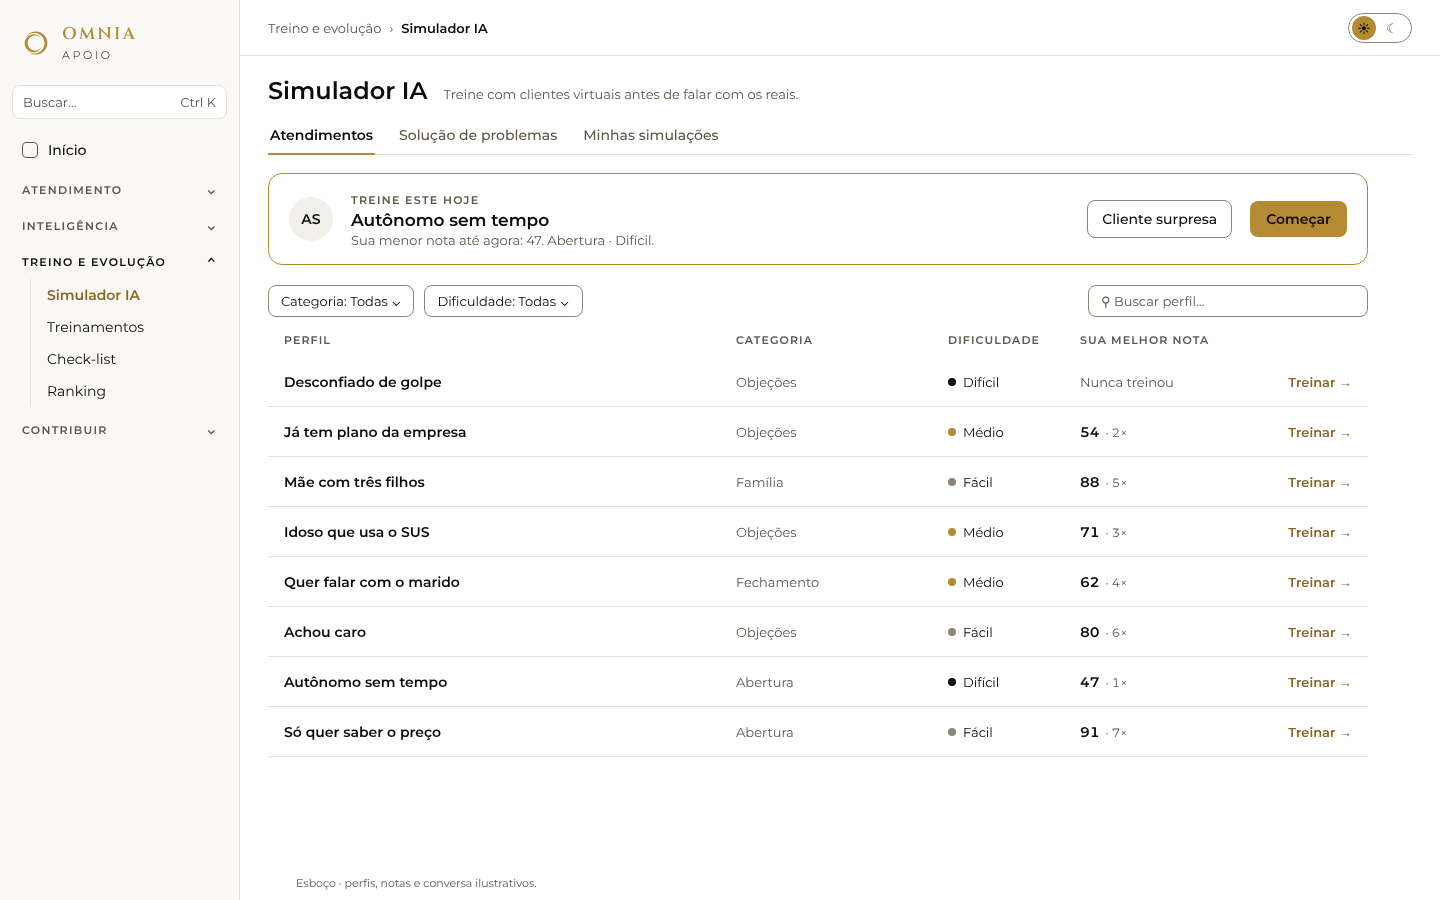 OMNIA
APOIO
Buscar... Ctrl K
Início
ATENDIMENTO
INTELIGÊNCIA
TREINO E EVOLUÇÃO
Simulador IA
Treinamentos
Check-list
Ranking
CONTRIBUIR
Treino e evolução › Simulador IA
Simulador IA Treine com clientes virtuais antes de falar com os reais.
Atendimentos Solução de problemas Minhas simulações
AS
TREINE ESTE HOJE
Autônomo sem tempo
Sua menor nota até agora: 47. Abertura · Difícil.
Cliente surpresa Começar
Categoria: Todas Dificuldade: Todas Buscar perfil...
PERFIL CATEGORIA DIFICULDADE SUA MELHOR NOTA
Desconfiado de golpe Objeções Difícil Nunca treinou Treinar →
Já tem plano da empresa Objeções Médio 54 · 2× Treinar →
Mãe com três filhos Família Fácil 88 · 5× Treinar →
Idoso que usa o SUS Objeções Médio 71 · 3× Treinar →
Quer falar com o marido Fechamento Médio 62 · 4× Treinar →
Achou caro Objeções Fácil 80 · 6× Treinar →
Autônomo sem tempo Abertura Difícil 47 · 1× Treinar →
Só quer saber o preço Abertura Fácil 91 · 7× Treinar →
Esboço · perfis, notas e conversa ilustrativos.